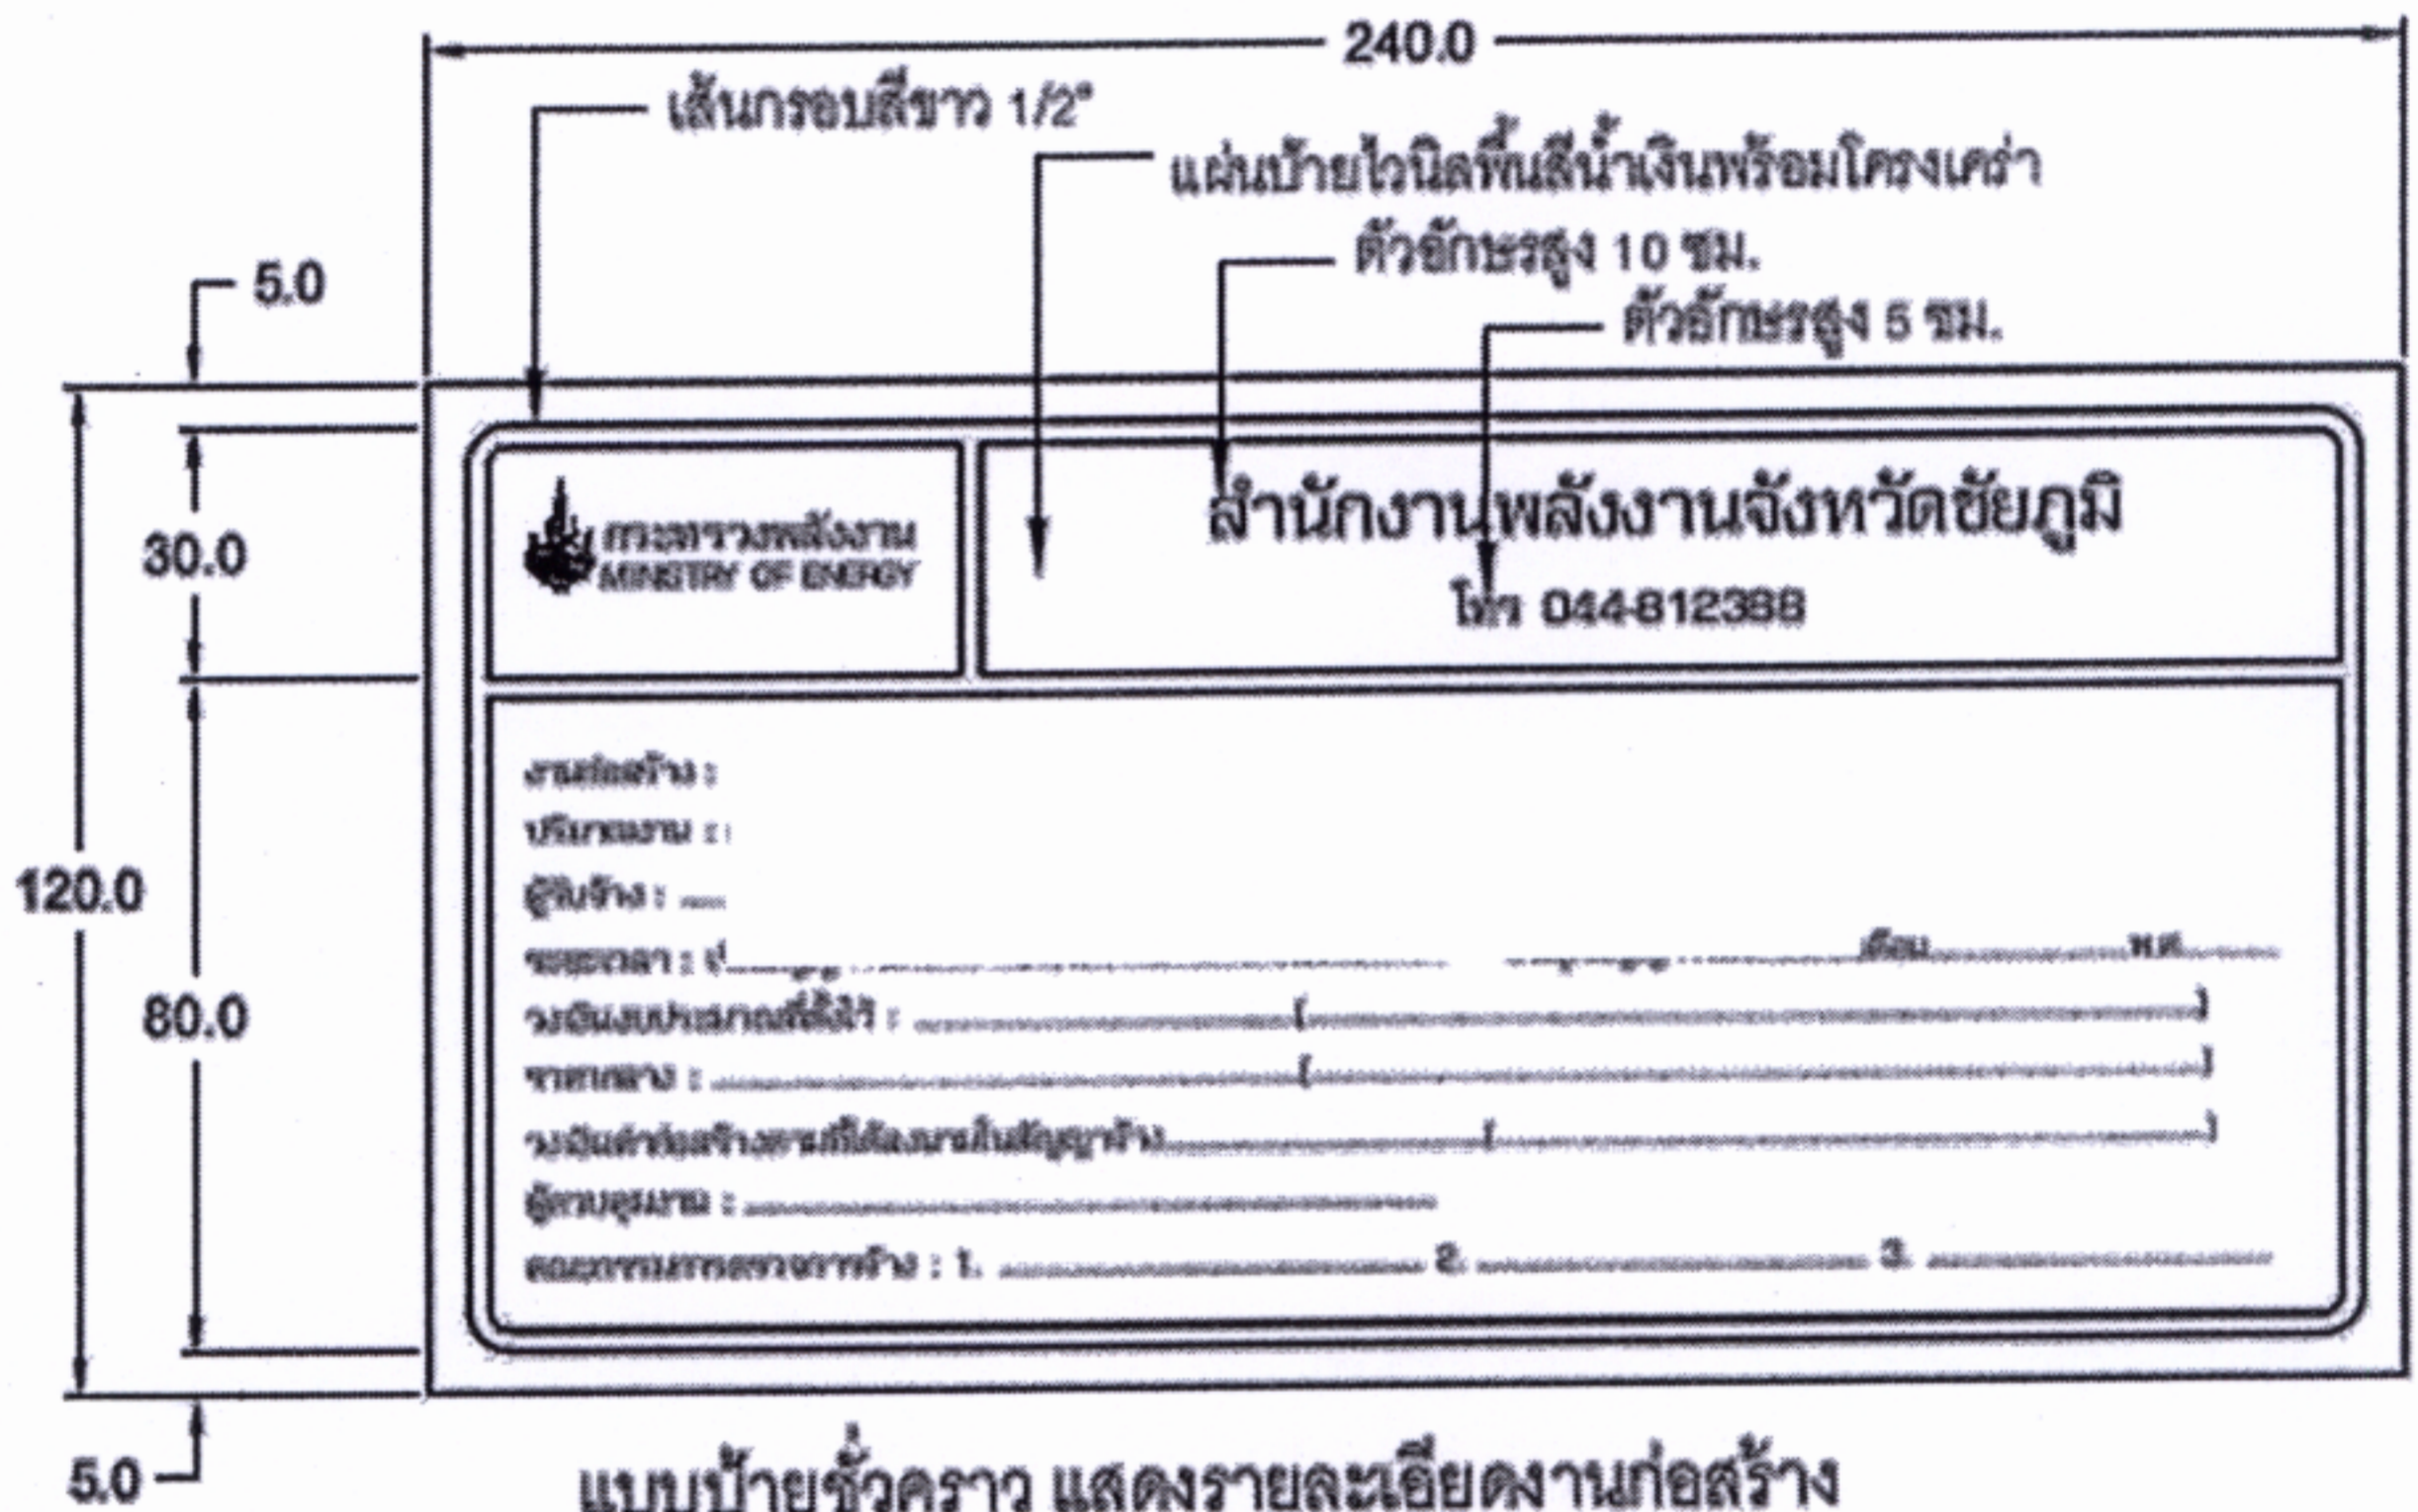 240.0
เส้นกรอบสีขาว 1/2"
แผ่นป้ายไวนิลพื้นสีน้ำเงินพร้อมโครงเคร่า
ตัวอักษรสูง 10 ซม.
5.0
ตัวอักษรสูง 5 ซม.
สำนักงานพลังงานจังหวัดชัยภูมิ
30.0
กระทรวงพลังงาน
MINISTRY OF ENERGY
โทร 044-812388
งานก่อสร้าง :
ปริมาณงาน :
120.0
ผู้รับจ้าง :
ระยะเวลา : เดือน พ.ศ.
80.0
วงเงินงบประมาณที่ตั้งไว้ : ( )
ราคากลาง : ( )
วงเงินค่าก่อสร้างตามที่ได้ลงนามในสัญญาจ้าง ( )
ผู้ควบคุมงาน :
คณะกรรมการตรวจการจ้าง : 1. 2. 3.
5.0
แบบป้ายชั่วคราว แสดงรายละเอียดงานก่อสร้าง